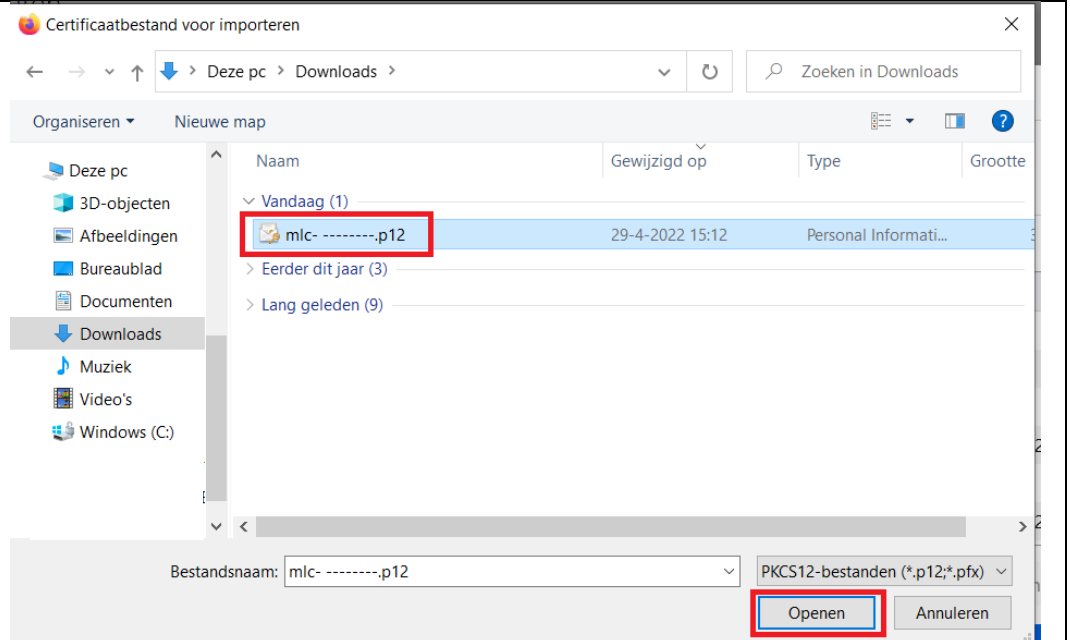 Certificaatbestand voor importeren
Deze pc > Downloads >
Zoeken in Downloads
Organiseren
Nieuwe map
Naam
Gewijzigd op
Type
Grootte
Deze pc
3D-objecten
Afbeeldingen
Bureaublad
Documenten
Downloads
Muziek
Video's
Windows (C:)
Vandaag (1)
mlc- --------.p12
29-4-2022 15:12
Personal Informati...
Eerder dit jaar (3)
Lang geleden (9)
Bestandsnaam:
mlc- --------.p12
PKCS12-bestanden (*.p12;*.pfx)
Openen
Annuleren